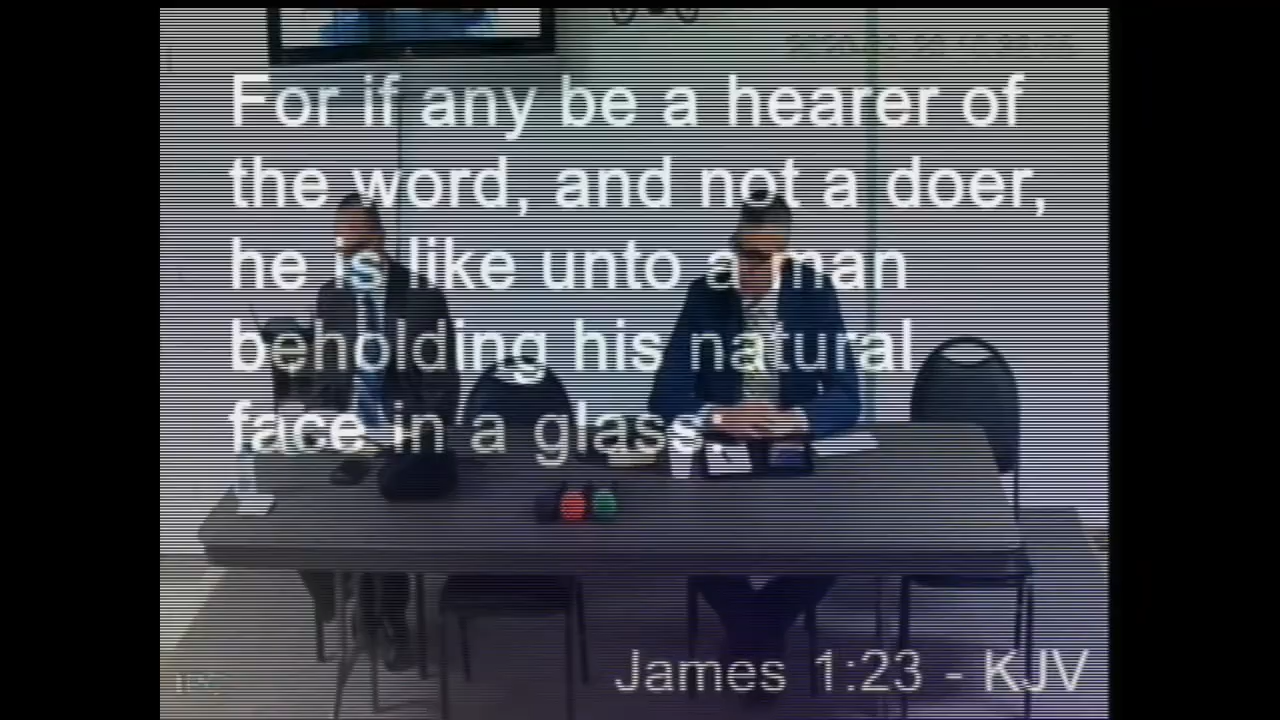 For if any be a hearer of
the word, and not a doer,
he is like unto a man
beholding his natural
face in a glass.
James 1:23 - KJV